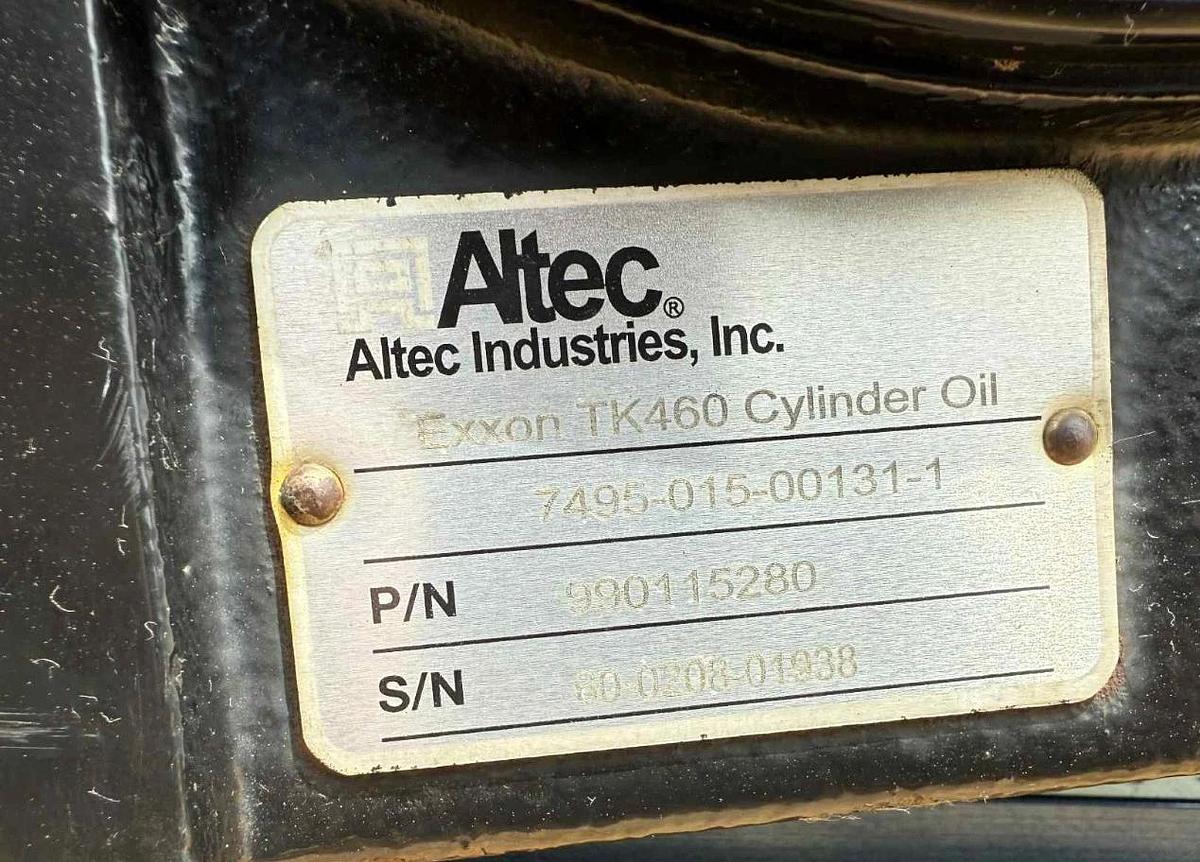 Altec®
Altec Industries, Inc.
Exxon TK460 Cylinder Oil
7495-015-00131-1
P/N 990115280
S/N 80-0208-01938